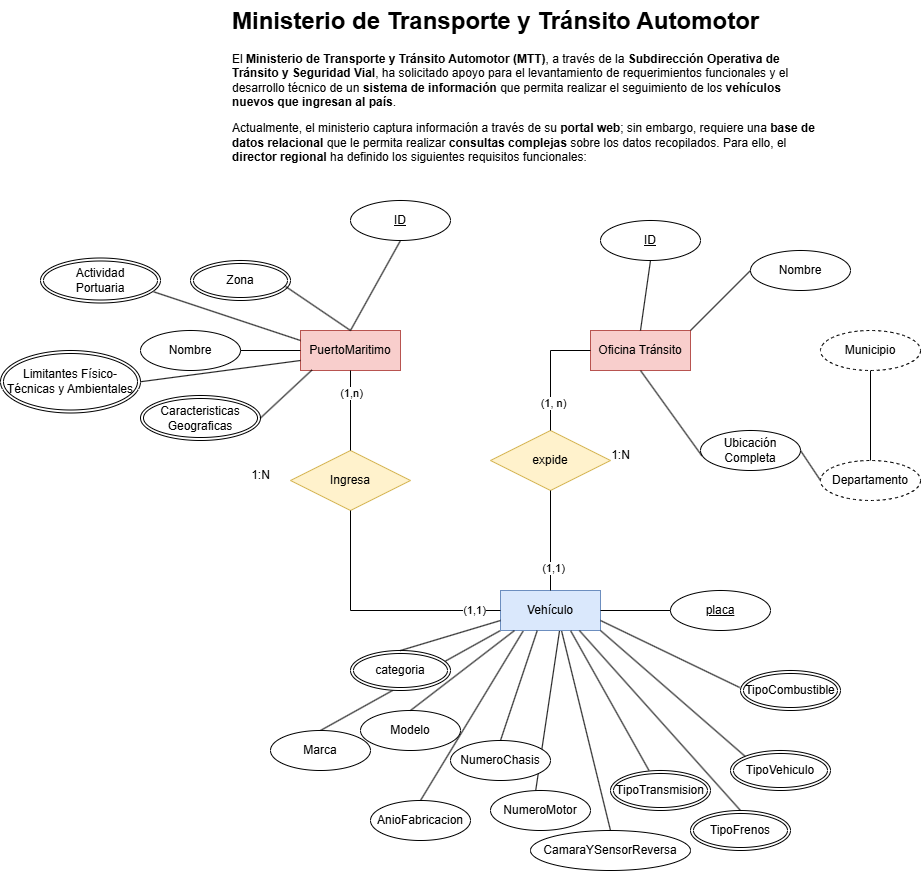 Ministerio de Transporte y Tránsito Automotor
El Ministerio de Transporte y Tránsito Automotor (MTT), a través de la Subdirección Operativa de
Tránsito y Seguridad Vial, ha solicitado apoyo para el levantamiento de requerimientos funcionales y el
desarrollo técnico de un sistema de información que permita realizar el seguimiento de los vehículos
nuevos que ingresan al país.
Actualmente, el ministerio captura información a través de su portal web; sin embargo, requiere una base de
datos relacional que le permita realizar consultas complejas sobre los datos recopilados. Para ello, el
director regional ha definido los siguientes requisitos funcionales:
ID
ID
Actividad
Portuaria
Zona
Nombre
Nombre
PuertoMaritimo
Oficina Tránsito
Municipio
Limitantes Físico-
Técnicas y Ambientales
(1,n)
(1, n)
Caracteristicas
Geograficas
Ubicación
Completa
1:N
Ingresa
expide
1:N
Departamento
(1,1)
(1,1)
Vehículo
placa
categoria
TipoCombustible
Marca
Modelo
NumeroChasis
TipoVehiculo
AnioFabricacion
NumeroMotor
TipoTransmision
TipoFrenos
CamaraYSensorReversa